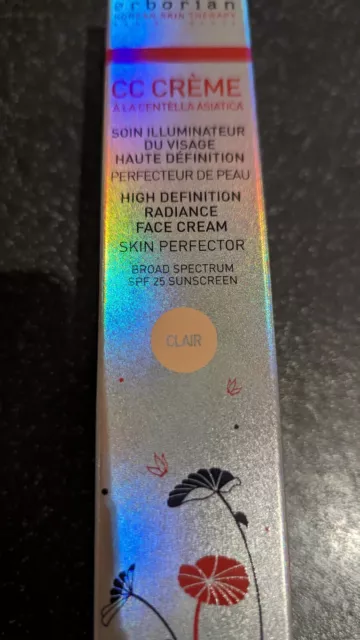 erborian
KOREAN SKIN THERAPY
CC CRÈME
À LA CENTELLA ASIATICA
SOIN ILLUMINATEUR
DU VISAGE
HAUTE DÉFINITION
PERFECTEUR DE PEAU
HIGH DEFINITION
RADIANCE
FACE CREAM
SKIN PERFECTOR
BROAD SPECTRUM
SPF 25 SUNSCREEN
CLAIR